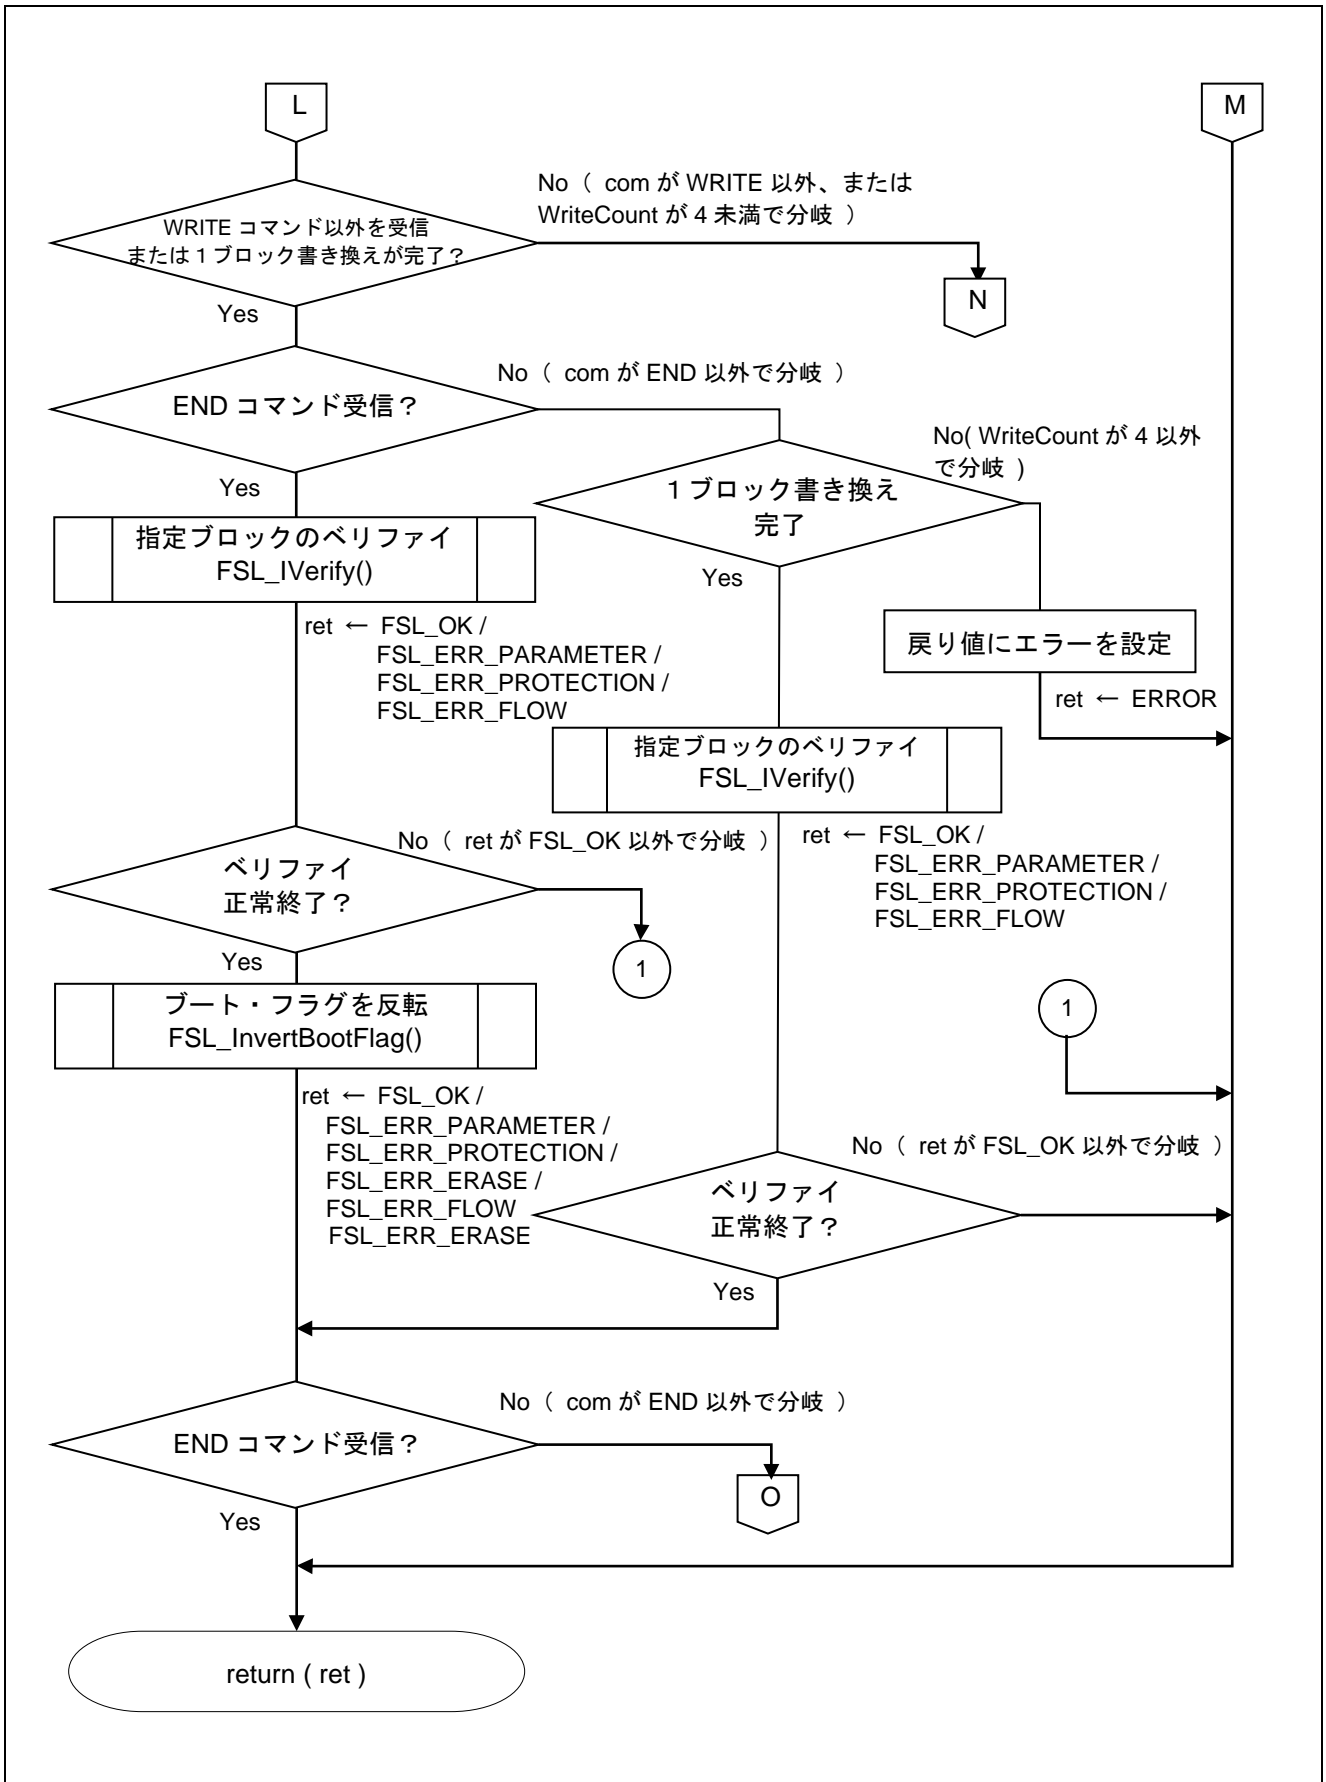 L
M
No（ com が WRITE 以外、または
WriteCount が 4 未満で分岐 ）
WRITE コマンド以外を受信
または１ブロック書き換えが完了？
N
Yes
No（ com が END 以外で分岐 ）
END コマンド受信？
No( WriteCount が 4 以外
で分岐 )
Yes
１ブロック書き換え
完了
指定ブロックのベリファイ
FSL_IVerify()
Yes
ret ← FSL_OK /
FSL_ERR_PARAMETER /
FSL_ERR_PROTECTION /
FSL_ERR_FLOW
戻り値にエラーを設定
ret ← ERROR
指定ブロックのベリファイ
FSL_IVerify()
No（ ret が FSL_OK 以外で分岐 ）
ret ← FSL_OK /
FSL_ERR_PARAMETER /
FSL_ERR_PROTECTION /
FSL_ERR_FLOW
ベリファイ
正常終了？
Yes
1
ブート・フラグを反転
FSL_InvertBootFlag()
1
ret ← FSL_OK /
FSL_ERR_PARAMETER /
FSL_ERR_PROTECTION /
FSL_ERR_ERASE /
FSL_ERR_FLOW
FSL_ERR_ERASE
No（ ret が FSL_OK 以外で分岐 ）
ベリファイ
正常終了？
Yes
No（ com が END 以外で分岐 ）
END コマンド受信？
O
Yes
return ( ret )